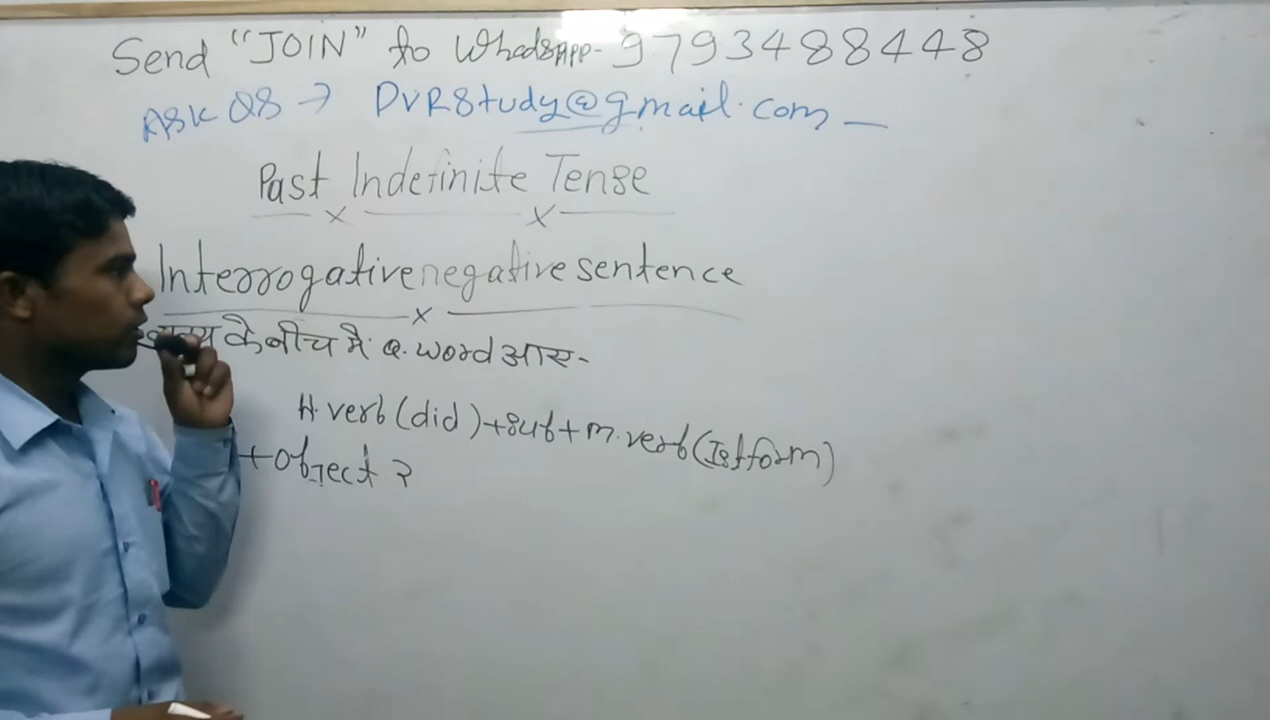 Send "JOIN" to WhatsApp- 9793488448
ASK QS → DVRStudy@gmail.com
Past Indefinite Tense
Interrogative negative sentence
के बीच मे Q. word आए-
H. verb (did) + sub + m. verb (Ist form)
+ object ?